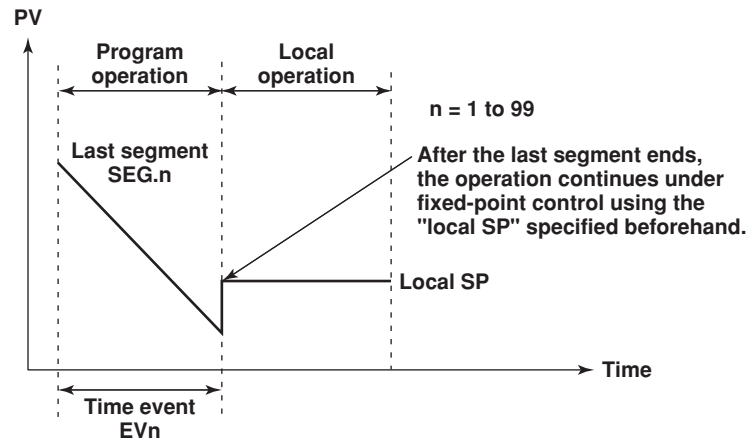 PV
Program
operation
Local
operation
n = 1 to 99
Last segment
SEG.n
After the last segment ends,
the operation continues under
fixed-point control using the
"local SP" specified beforehand.
Local SP
Time
Time event
EVn